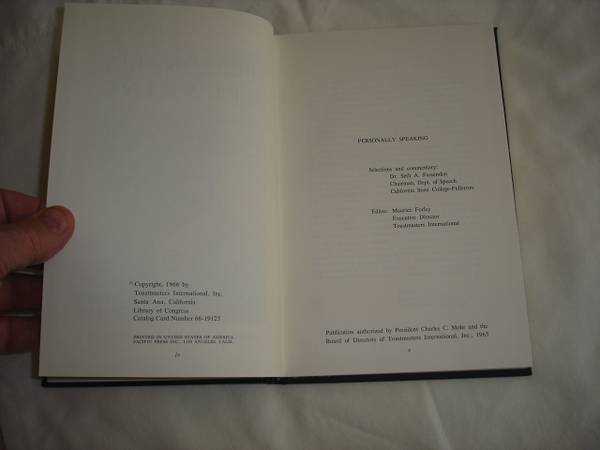 © Copyright, 1966 by
Toastmasters International, Inc.
Santa Ana, California
Library of Congress
Catalog Card Number 66-19125
PRINTED IN UNITED STATES OF AMERICA
PACIFIC PRESS INC., LOS ANGELES, CALIF.
iv
PERSONALLY SPEAKING
Selections and commentary:
Dr. Seth A. Fessenden
Chairman, Dept. of Speech
California State College-Fullerton
Editor: Maurice Forley
Executive Director
Toastmasters International
Publication authorized by President Charles C. Mohr and the
Board of Directors of Toastmasters International, Inc., 1965